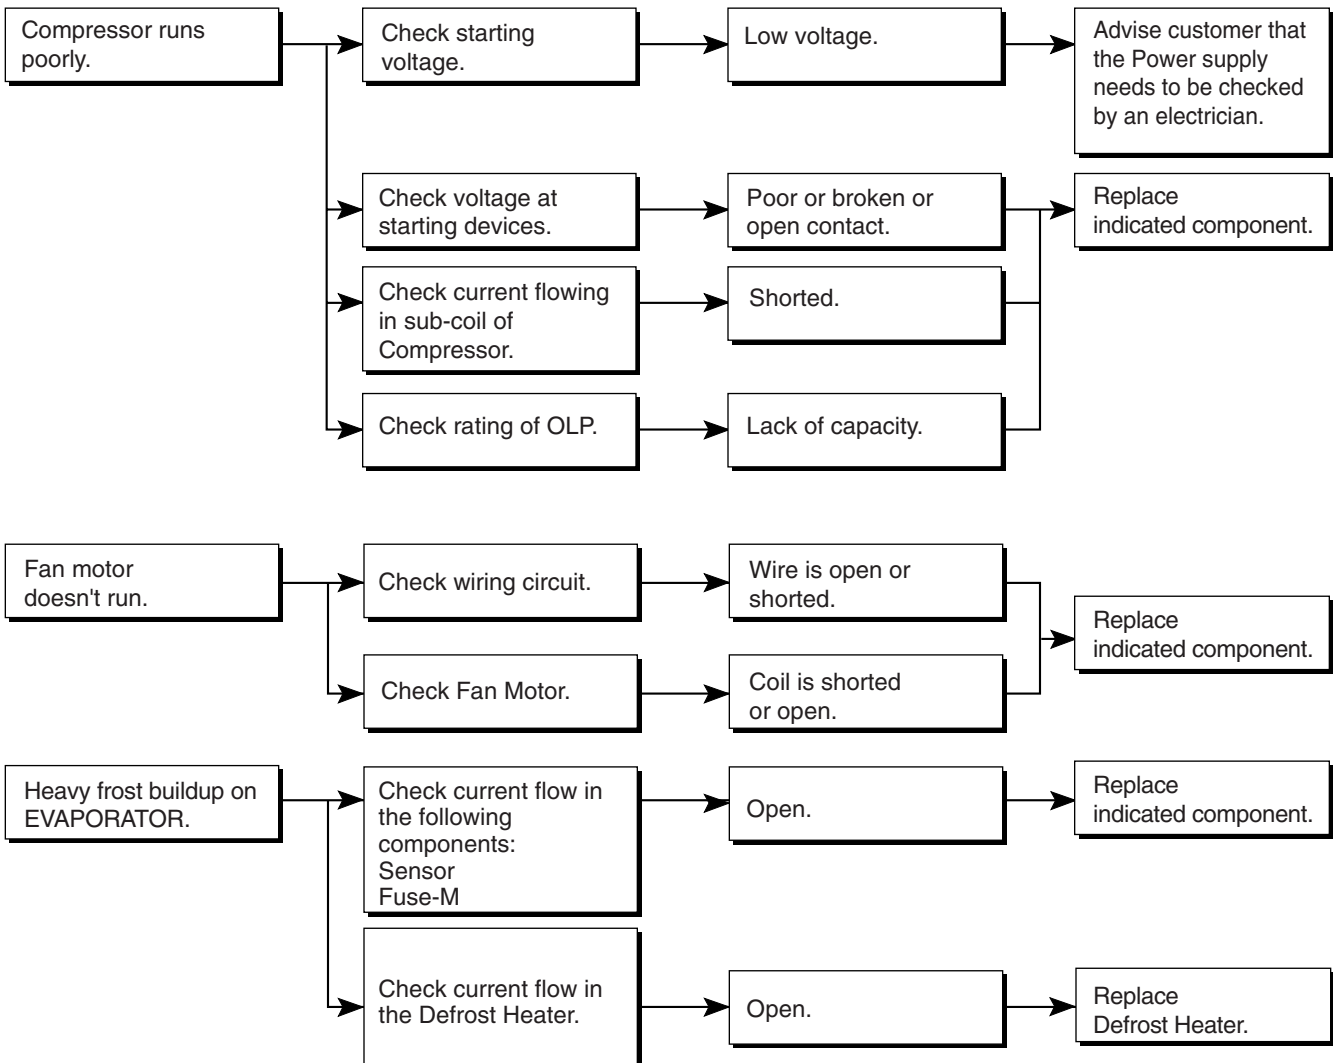 Compressor runs
poorly.
Check starting
voltage.
Low voltage.
Advise customer that
the Power supply
needs to be checked
by an electrician.
Check voltage at
starting devices.
Poor or broken or
open contact.
Replace
indicated component.
Check current flowing
in sub-coil of
Compressor.
Shorted.
Check rating of OLP.
Lack of capacity.
Fan motor
doesn't run.
Check wiring circuit.
Wire is open or
shorted.
Replace
indicated component.
Check Fan Motor.
Coil is shorted
or open.
Heavy frost buildup on
EVAPORATOR.
Check current flow in
the following
components:
Sensor
Fuse-M
Open.
Replace
indicated component.
Check current flow in
the Defrost Heater.
Open.
Replace
Defrost Heater.